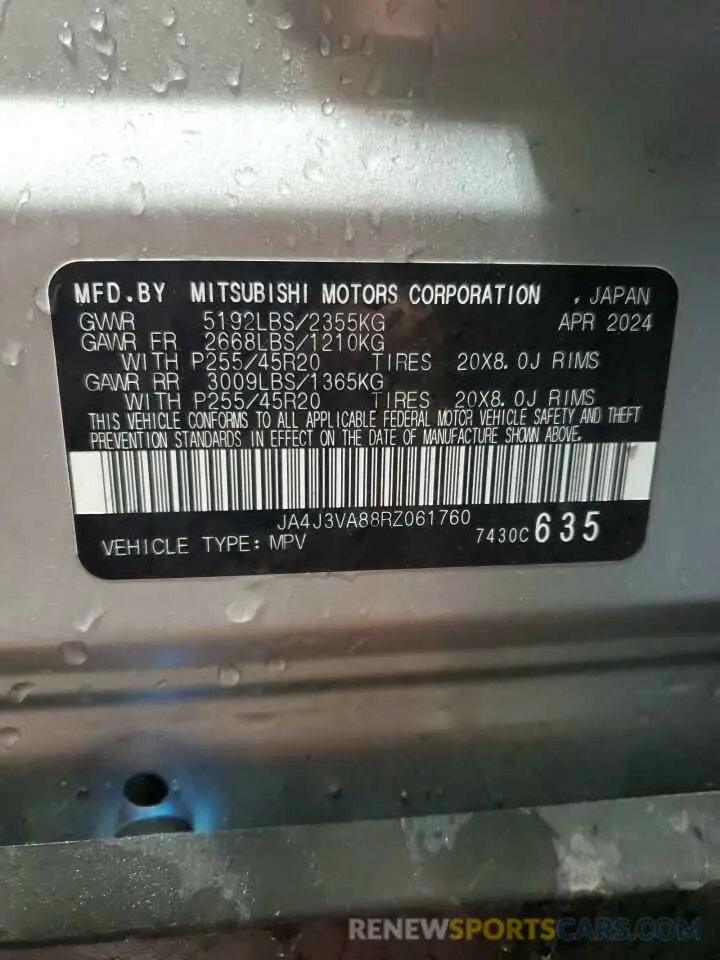 MFD.BY MITSUBISHI MOTORS CORPORATION , JAPAN
GVWR 5192LBS/2355KG APR 2024
GAWR FR 2668LBS/1210KG
WITH P255/45R20 TIRES 20X8.0J RIMS
GAWR RR 3009LBS/1365KG
WITH P255/45R20 TIRES 20X8.0J RIMS
THIS VEHICLE CONFORMS TO ALL APPLICABLE FEDERAL MOTOR VEHICLE SAFETY AND THEFT
PREVENTION STANDARDS IN EFFECT ON THE DATE OF MANUFACTURE SHOWN ABOVE.
JA4J3VA88RZ061760
VEHICLE TYPE: MPV 7430C 635
RENEWSPORTSCARS.COM